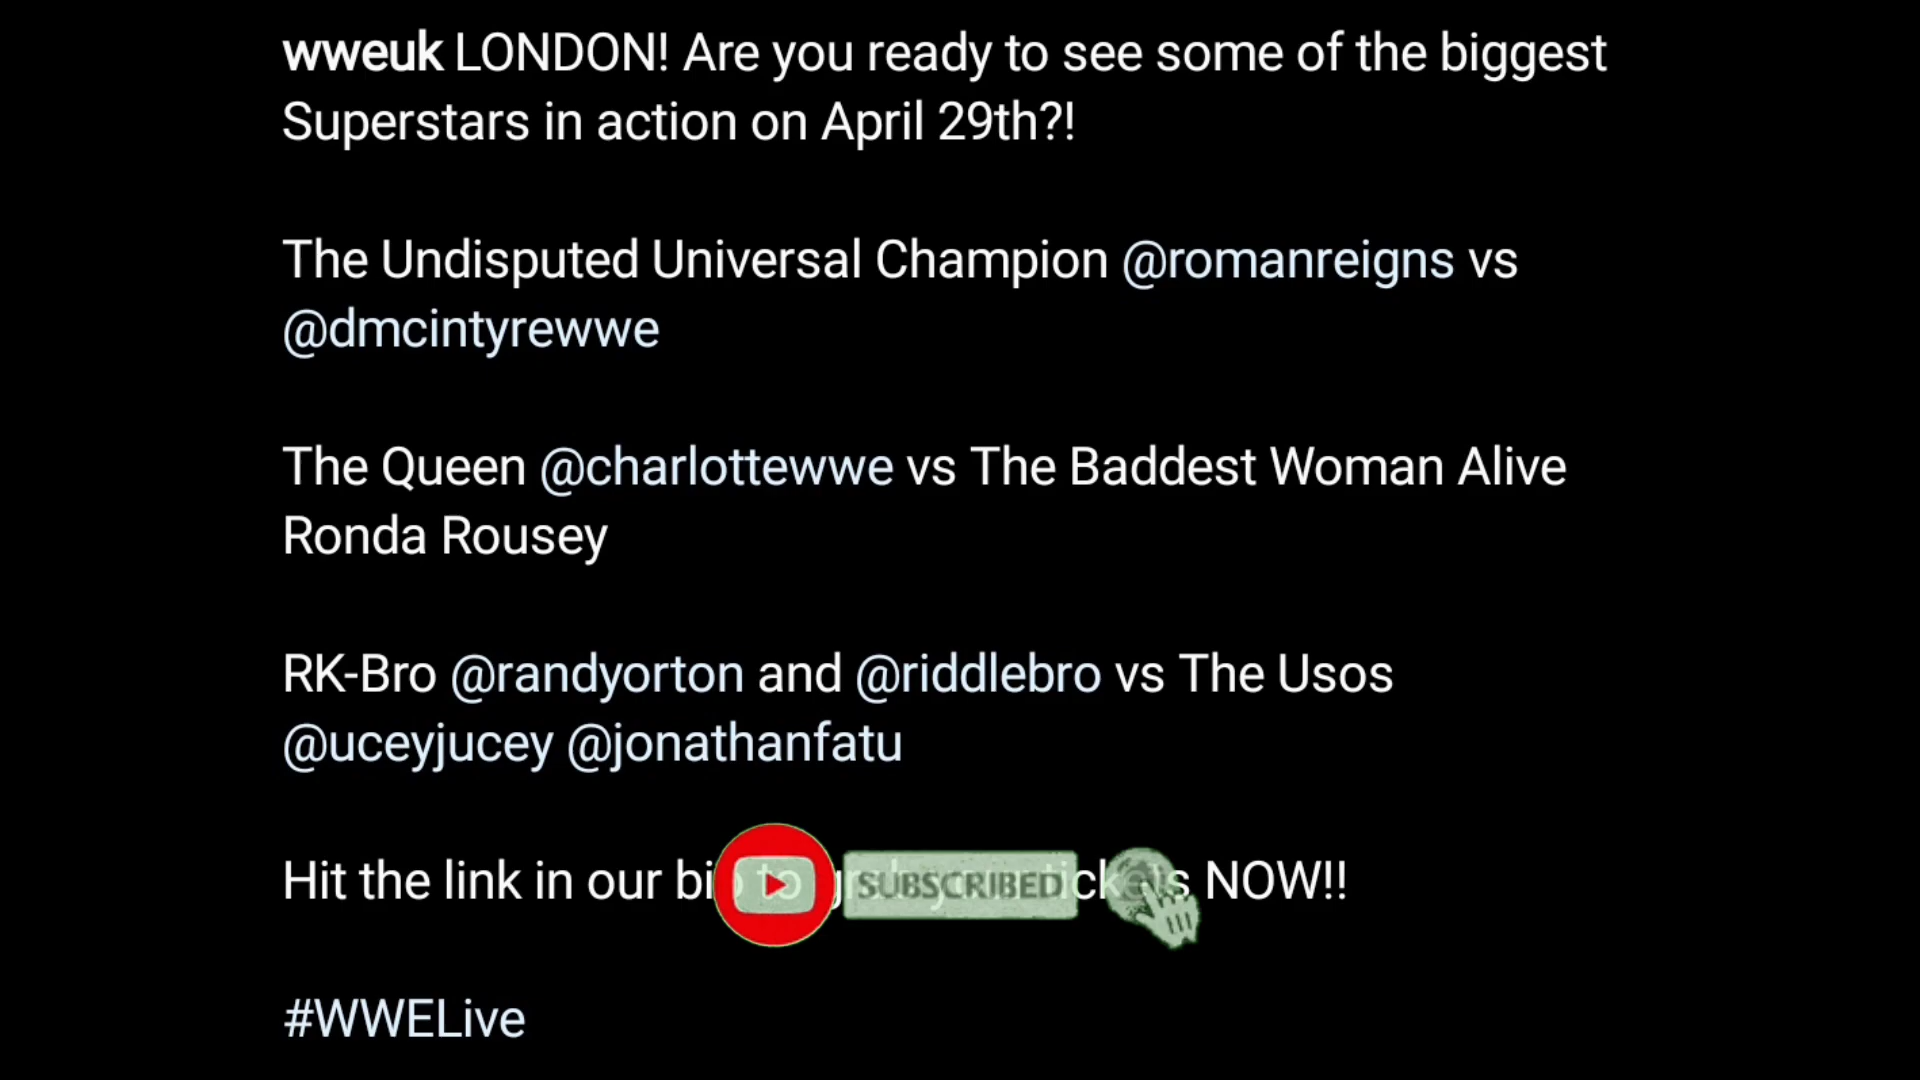 wweuk LONDON! Are you ready to see some of the biggest
Superstars in action on April 29th?!
The Undisputed Universal Champion @romanreigns vs
@dmcintyrewwe
The Queen @charlottewwe vs The Baddest Woman Alive
Ronda Rousey
RK-Bro @randyorton and @riddlebro vs The Usos
@uceyjucey @jonathanfatu
Hit the link in our bio to NOW!!
SUBSCRIBED
#WWELive